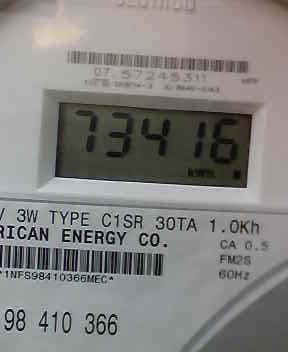 07.57245311
73416
KWH
V 3W TYPE C1SR 30TA 1.0Kh
RICAN ENERGY CO.
CA 0.5
FM2S
60Hz
*1NFS98410366MEC*
98 410 366